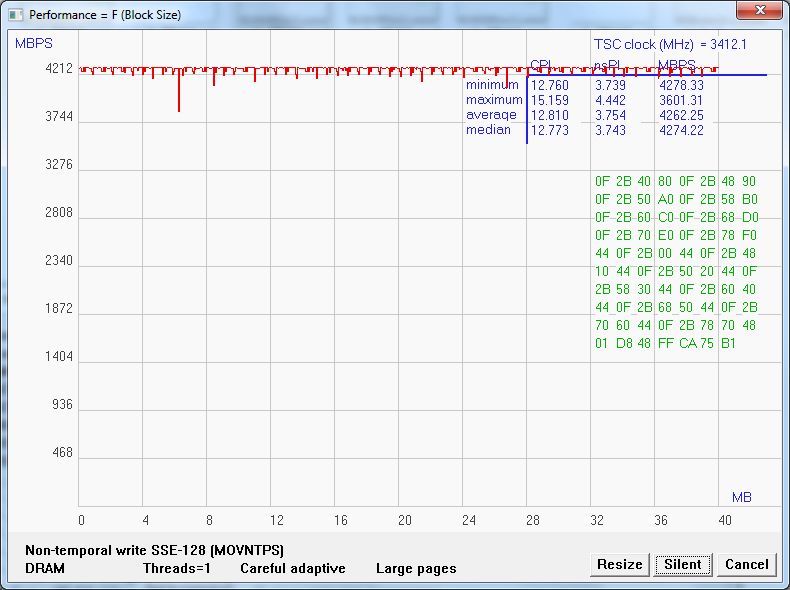 Performance = F (Block Size)
MBPS
TSC clock (MHz) = 3412.1
CPI nsPI MBPS
minimum 12.760 3.739 4278.33
maximum 15.159 4.442 3601.31
average 12.810 3.754 4262.25
median 12.773 3.743 4274.22
4212
3744
3276
2808
2340
1872
1404
936
468
0F 2B 40 80 0F 2B 48 90
0F 2B 50 A0 0F 2B 58 B0
0F 2B 60 C0 0F 2B 68 D0
0F 2B 70 E0 0F 2B 78 F0
44 0F 2B 00 44 0F 2B 48
10 44 0F 2B 50 20 44 0F
2B 58 30 44 0F 2B 60 40
44 0F 2B 68 50 44 0F 2B
70 60 44 0F 2B 78 70 48
01 D8 48 FF CA 75 B1
MB
0 4 8 12 16 20 24 28 32 36 40
Non-temporal write SSE-128 (MOVNTPS)
DRAM Threads=1 Careful adaptive Large pages
Resize Silent Cancel